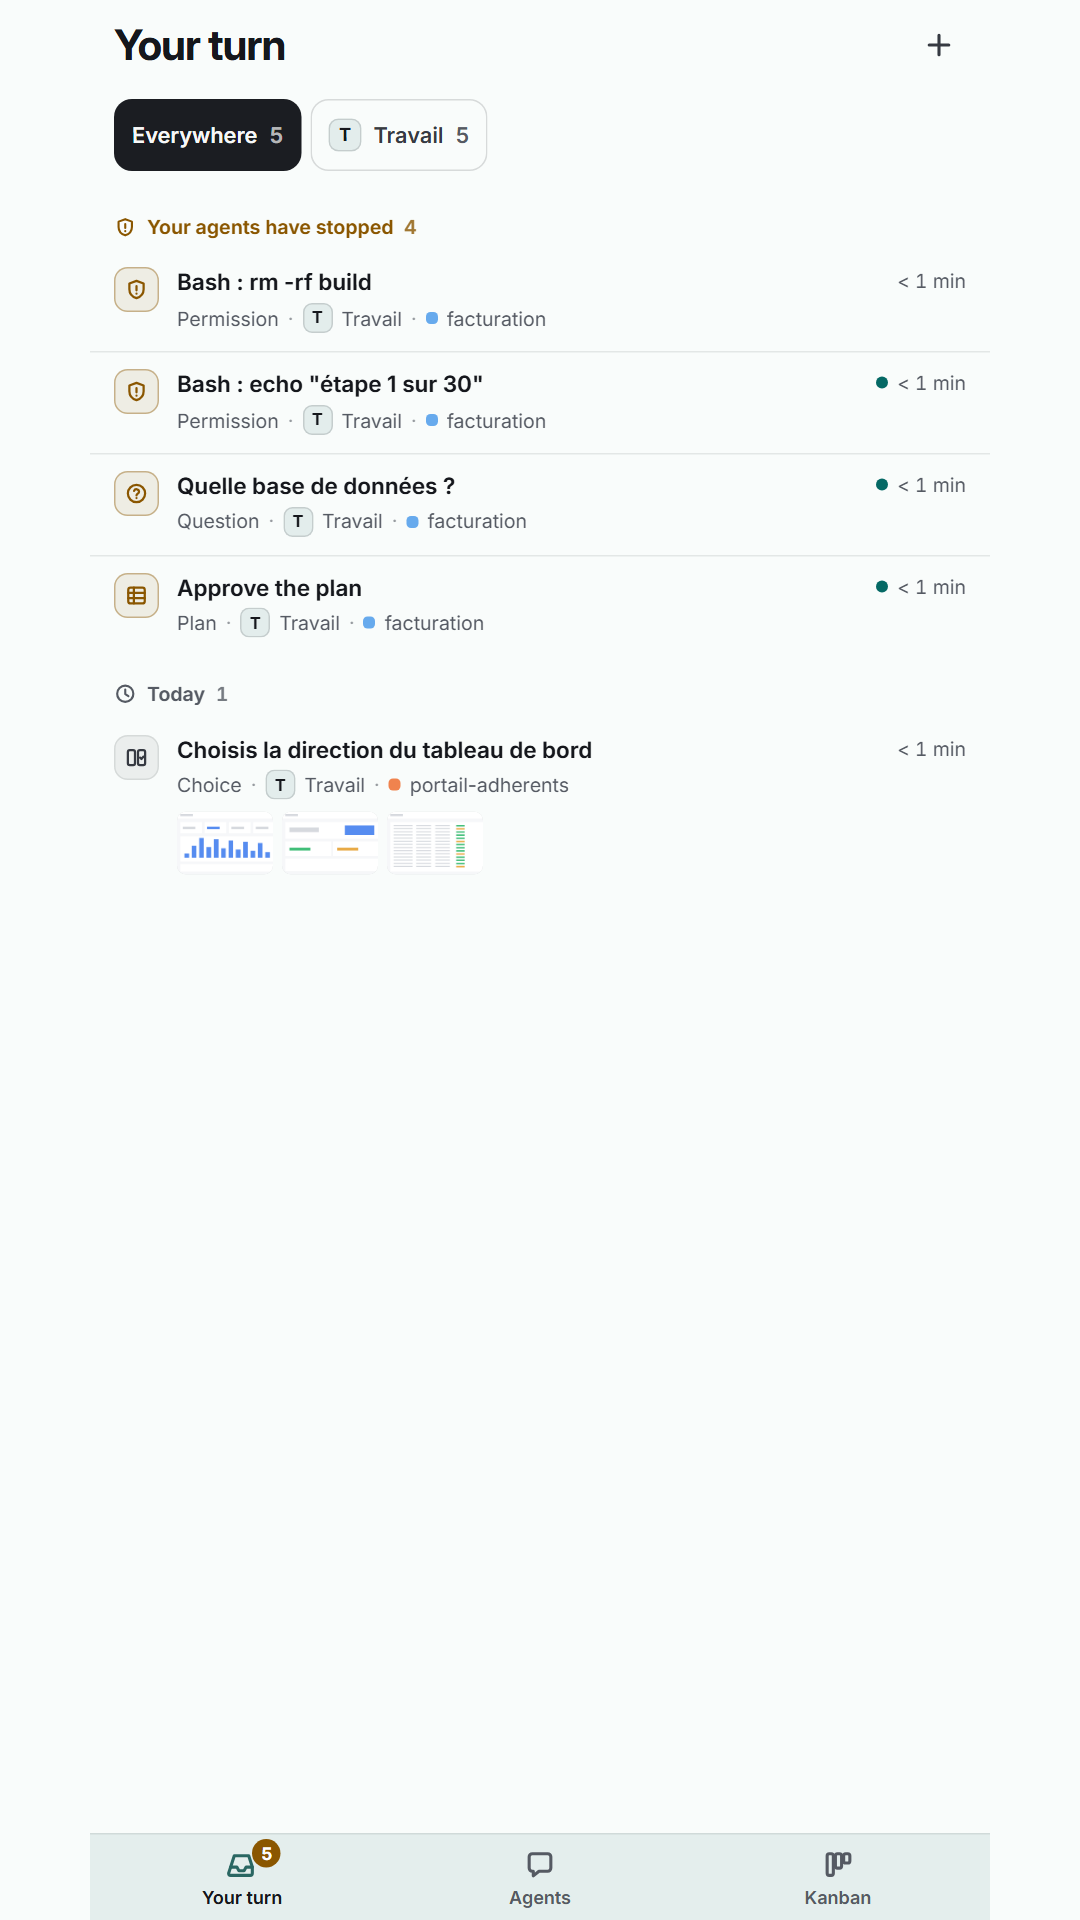 Your turn
Everywhere 5
T Travail 5
Your agents have stopped 4
Bash : rm -rf build
< 1 min
Permission · T Travail · facturation
Bash : echo "étape 1 sur 30"
< 1 min
Permission · T Travail · facturation
Quelle base de données ?
< 1 min
Question · T Travail · facturation
Approve the plan
< 1 min
Plan · T Travail · facturation
Today 1
Choisis la direction du tableau de bord
< 1 min
Choice · T Travail · portail-adherents
5
Your turn
Agents
Kanban